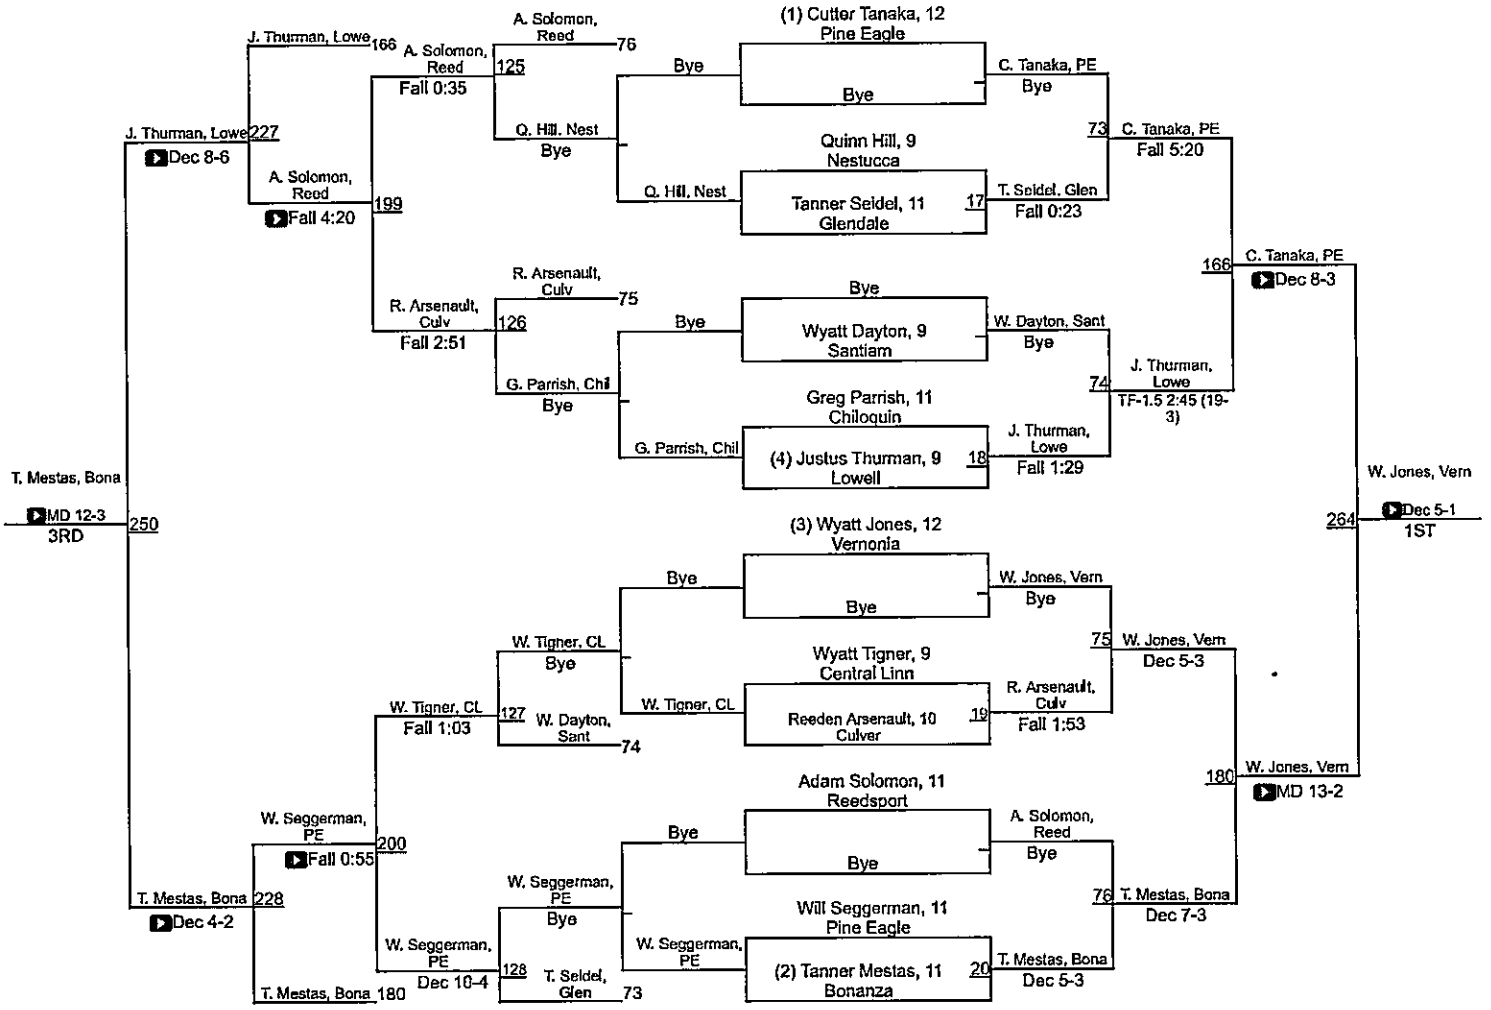 J. Thurman, Lowe 166
J. Thurman, Lowe 227
Dec 8-6
A. Solomon,
Reed
Fall 4:20
A. Solomon,
Reed 125
Fall 0:35
199
R. Arsenault,
Culv 126
Fall 2:51
A. Solomon,
Reed 76
Q. Hill, Nest
Bye
R. Arsenault,
Culv 75
G. Parrish, Chil
Bye
Bye
Q. Hill, Nest
Bye
G. Parrish, Chil
(1) Cutter Tanaka, 12
Pine Eagle
Bye
Quinn Hill, 9
Nestucca
Tanner Seidel, 11 17
Glendale
Bye
Wyatt Dayton, 9
Santiam
Greg Parrish, 11
Chiloquin
(4) Justus Thurman, 9 18
Lowell
C. Tanaka, PE
Bye
73
T. Seidel, Glen
Fall 0:23
W. Dayton, Sant
Bye
74
J. Thurman,
Lowe
Fall 1:29
C. Tanaka, PE
Fall 5:20
166
J. Thurman,
Lowe
TF-1.5 2:45 (19-
3)
C. Tanaka, PE
Dec 8-3
T. Mestas, Bona
MD 12-3 250
3RD
W. Jones, Vern
264 Dec 5-1
1ST
(3) Wyatt Jones, 12
Vernonia
Bye
Wyatt Tigner, 9
Central Linn
Reeden Arsenault, 10 19
Culver
Adam Solomon, 11
Reedsport
Bye
Will Seggerman, 11
Pine Eagle
(2) Tanner Mestas, 11 20
Bonanza
Bye
W. Tigner, CL
Bye
W. Seggerman,
PE
W. Tigner, CL
Bye
127
W. Dayton,
Sant 74
W. Seggerman,
PE
Bye
128
T. Seidel,
Glen 73
W. Tigner, CL
Fall 1:03
200
W. Seggerman,
PE
Dec 10-4
W. Seggerman,
PE
Fall 0:55
228
T. Mestas, Bona 180
T. Mestas, Bona
Dec 4-2
W. Jones, Vern
Bye
75
R. Arsenault,
Culv
Fall 1:53
A. Solomon,
Reed
Bye
76
T. Mestas, Bona
Dec 5-3
W. Jones, Vern
Dec 5-3
180
T. Mestas, Bona
Dec 7-3
W. Jones, Vern
MD 13-2